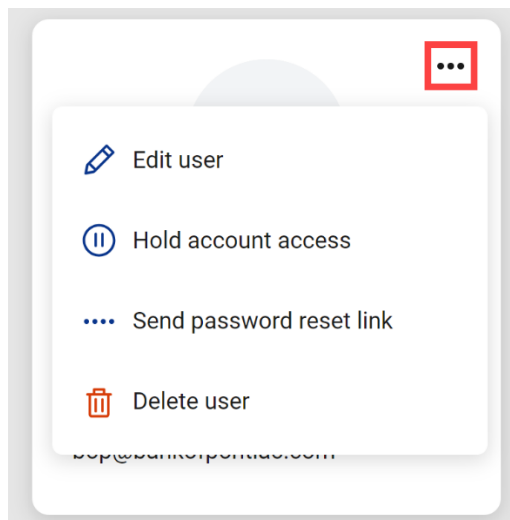 Edit user
Hold account access
Send password reset link
Delete user